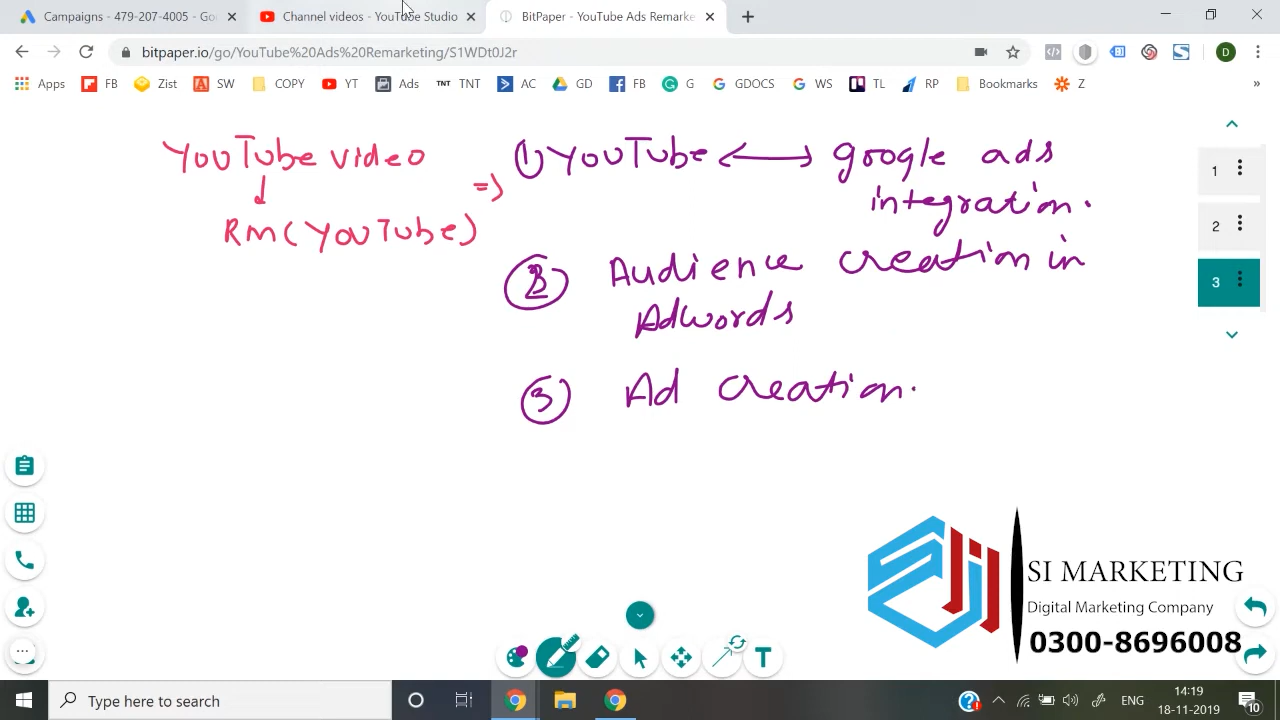 Campaigns - 479-207-4005 - Go
Channel videos - YouTube Studio
BitPaper - YouTube Ads Remarke
bitpaper.io/go/YouTube%20Ads%20Remarketing/S1WDt0J2r
D
Apps FB Zist SW COPY YT Ads TNT TNT AC GD FB G GDOCS WS TL RP Bookmarks Z »
YouTube video
↓
Rm(YouTube)
=>
1) YouTube <—> google ads
integration.
2 Audience creation in
Adwords
3 Ad creation.
1
2
3
SI MARKETING
Digital Marketing Company
0300-8696008
T
Type here to search
ENG
14:19
18-11-2019
10